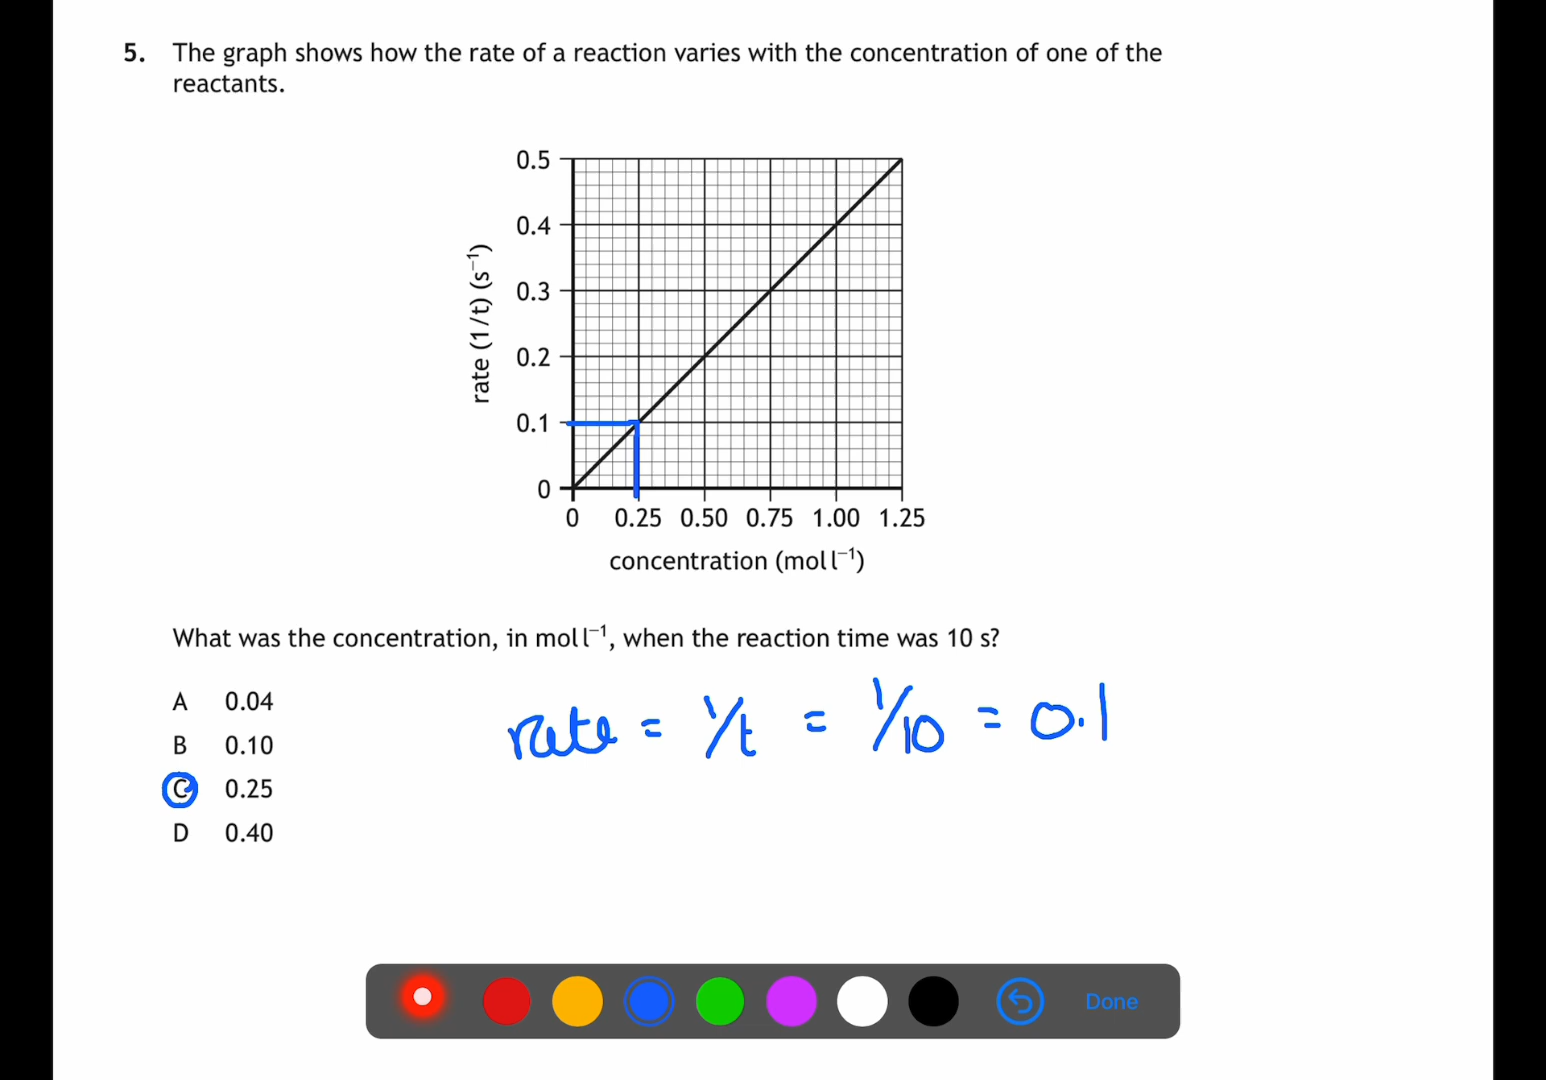 5. The graph shows how the rate of a reaction varies with the concentration of one of the
reactants.
0.5
0.4
0.3
0.2
0.1
0
rate (1/t) (s⁻¹)
0 0.25 0.50 0.75 1.00 1.25
concentration (mol l⁻¹)
What was the concentration, in mol l⁻¹, when the reaction time was 10 s?
A 0.04
B 0.10
C 0.25
D 0.40
rate = 1/t = 1/10 = 0.1
Done